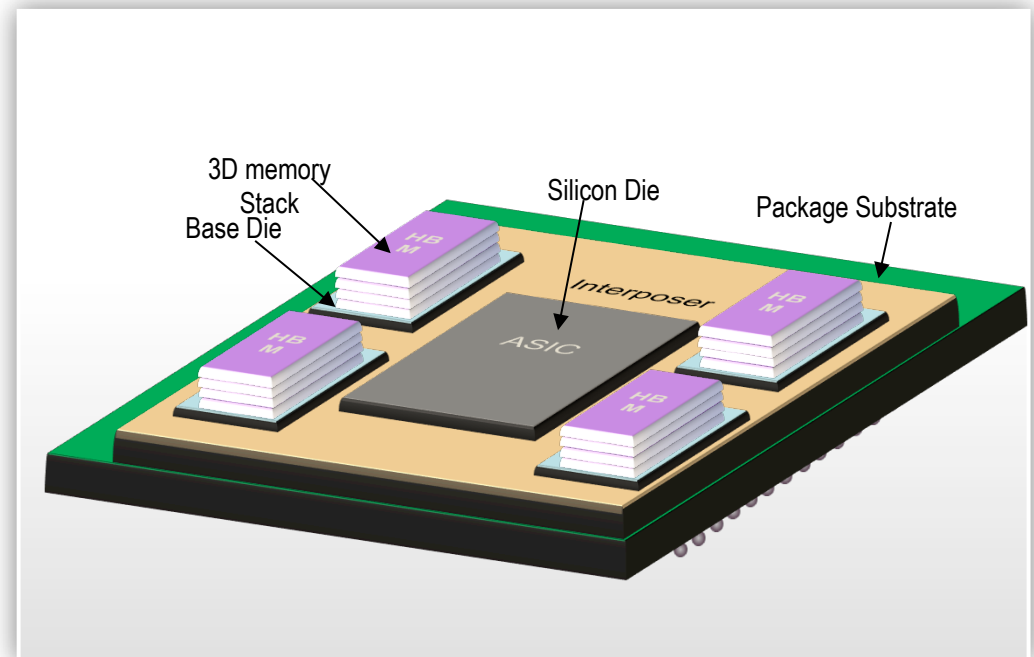 3D memory
Stack
Base Die
Silicon Die
Package Substrate
HB
M
Interposer
HB
M
ASIC
HB
M
HB
M